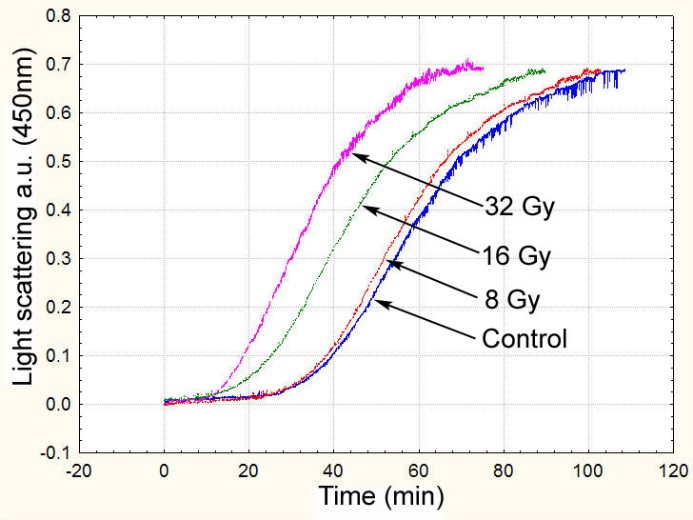 Light scattering a.u. (450nm)
0.8
0.7
0.6
0.5
0.4
0.3
0.2
0.1
0.0
-0.1
32 Gy
16 Gy
8 Gy
Control
-20 0 20 40 60 80 100 120
Time (min)